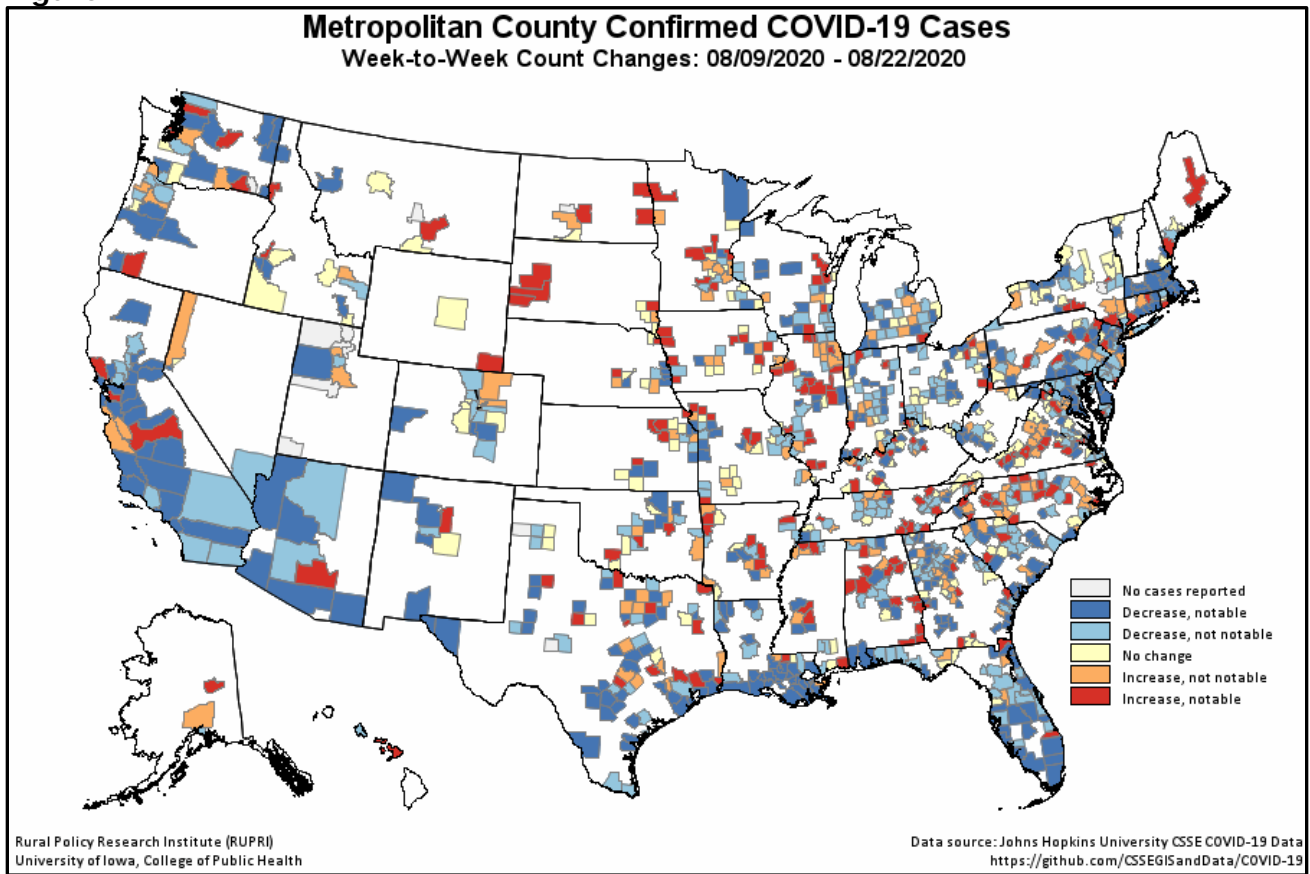 Metropolitan County Confirmed COVID-19 Cases
Week-to-Week Count Changes: 08/09/2020 - 08/22/2020
No cases reported
Decrease, notable
Decrease, not notable
No change
Increase, not notable
Increase, notable
Rural Policy Research Institute (RUPRI)
University of Iowa, College of Public Health
Data source: Johns Hopkins University CSSE COVID-19 Data
https://github.com/CSSEGISandData/COVID-19